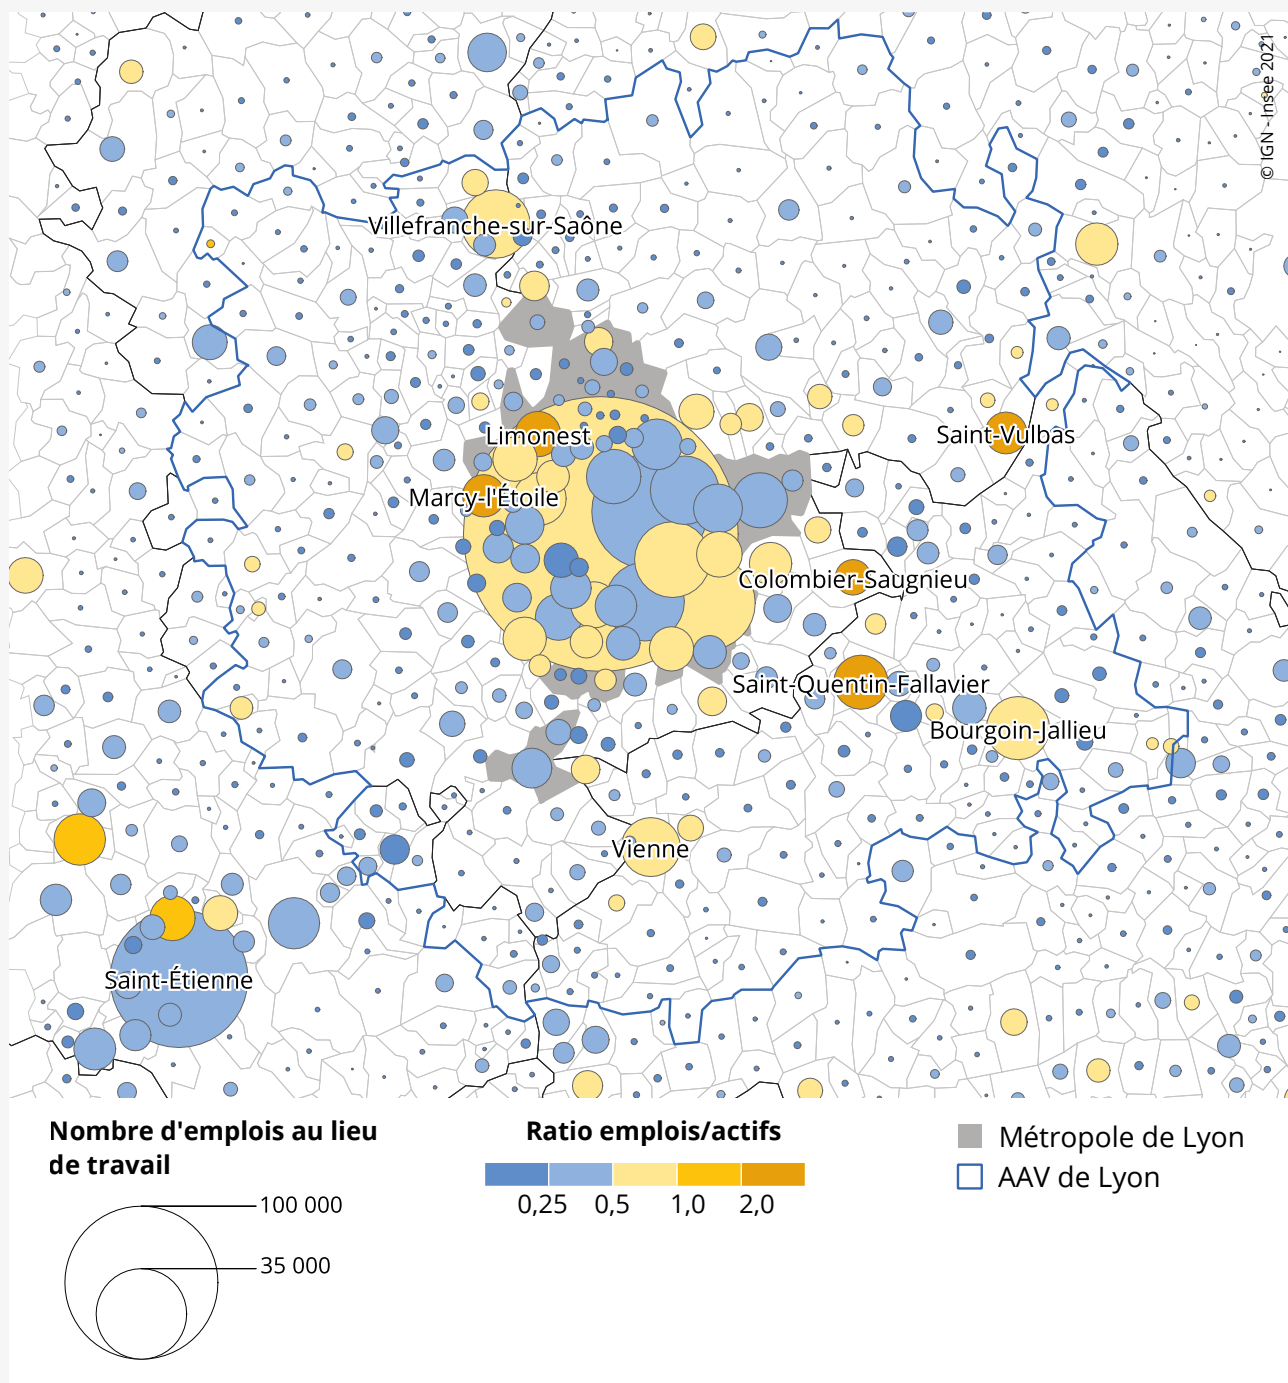 © IGN - Insee 2021
Villefranche-sur-Saône
Limonest
Saint-Vulbas
Marcy-l'Étoile
Colombier-Saugnieu
Saint-Quentin-Fallavier
Bourgoin-Jallieu
Vienne
Saint-Étienne
Nombre d'emplois au lieu
de travail
100 000
35 000
Ratio emplois/actifs
0,25 0,5 1,0 2,0
Métropole de Lyon
AAV de Lyon